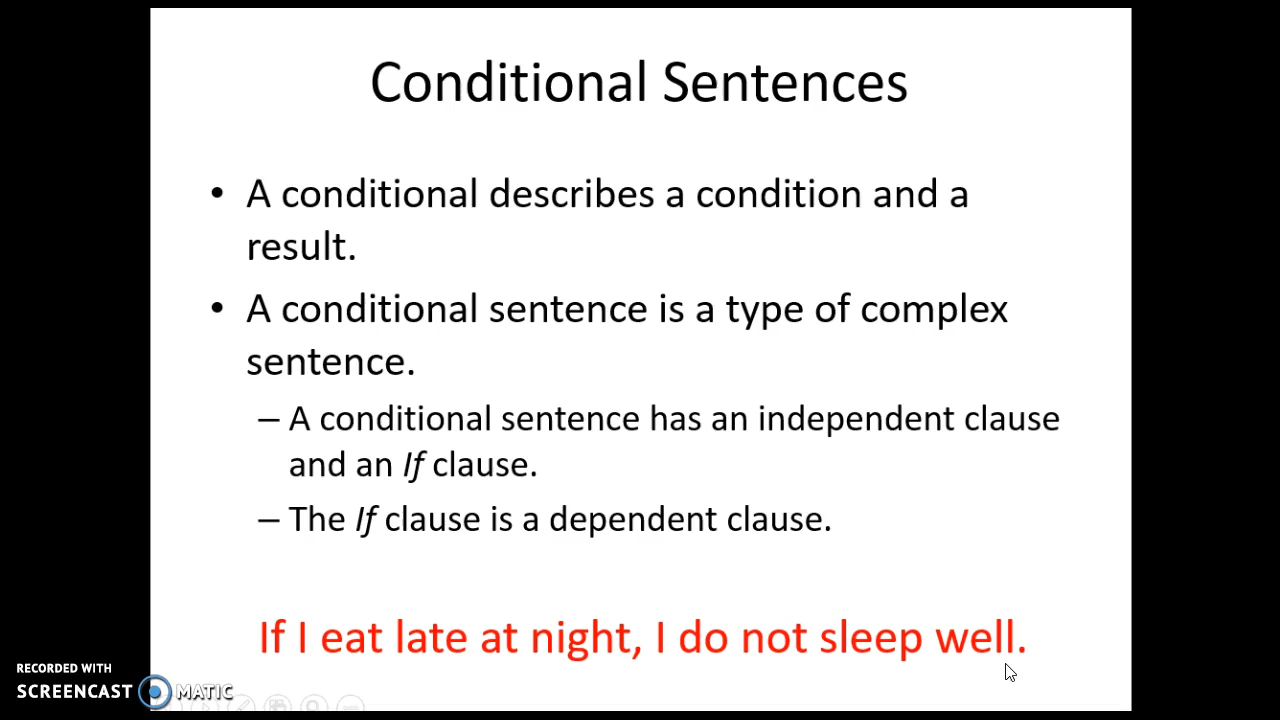 Conditional Sentences
• A conditional describes a condition and a
result.
• A conditional sentence is a type of complex
sentence.
– A conditional sentence has an independent clause
and an If clause.
– The If clause is a dependent clause.
If I eat late at night, I do not sleep well.
RECORDED WITH
SCREENCAST MATIC